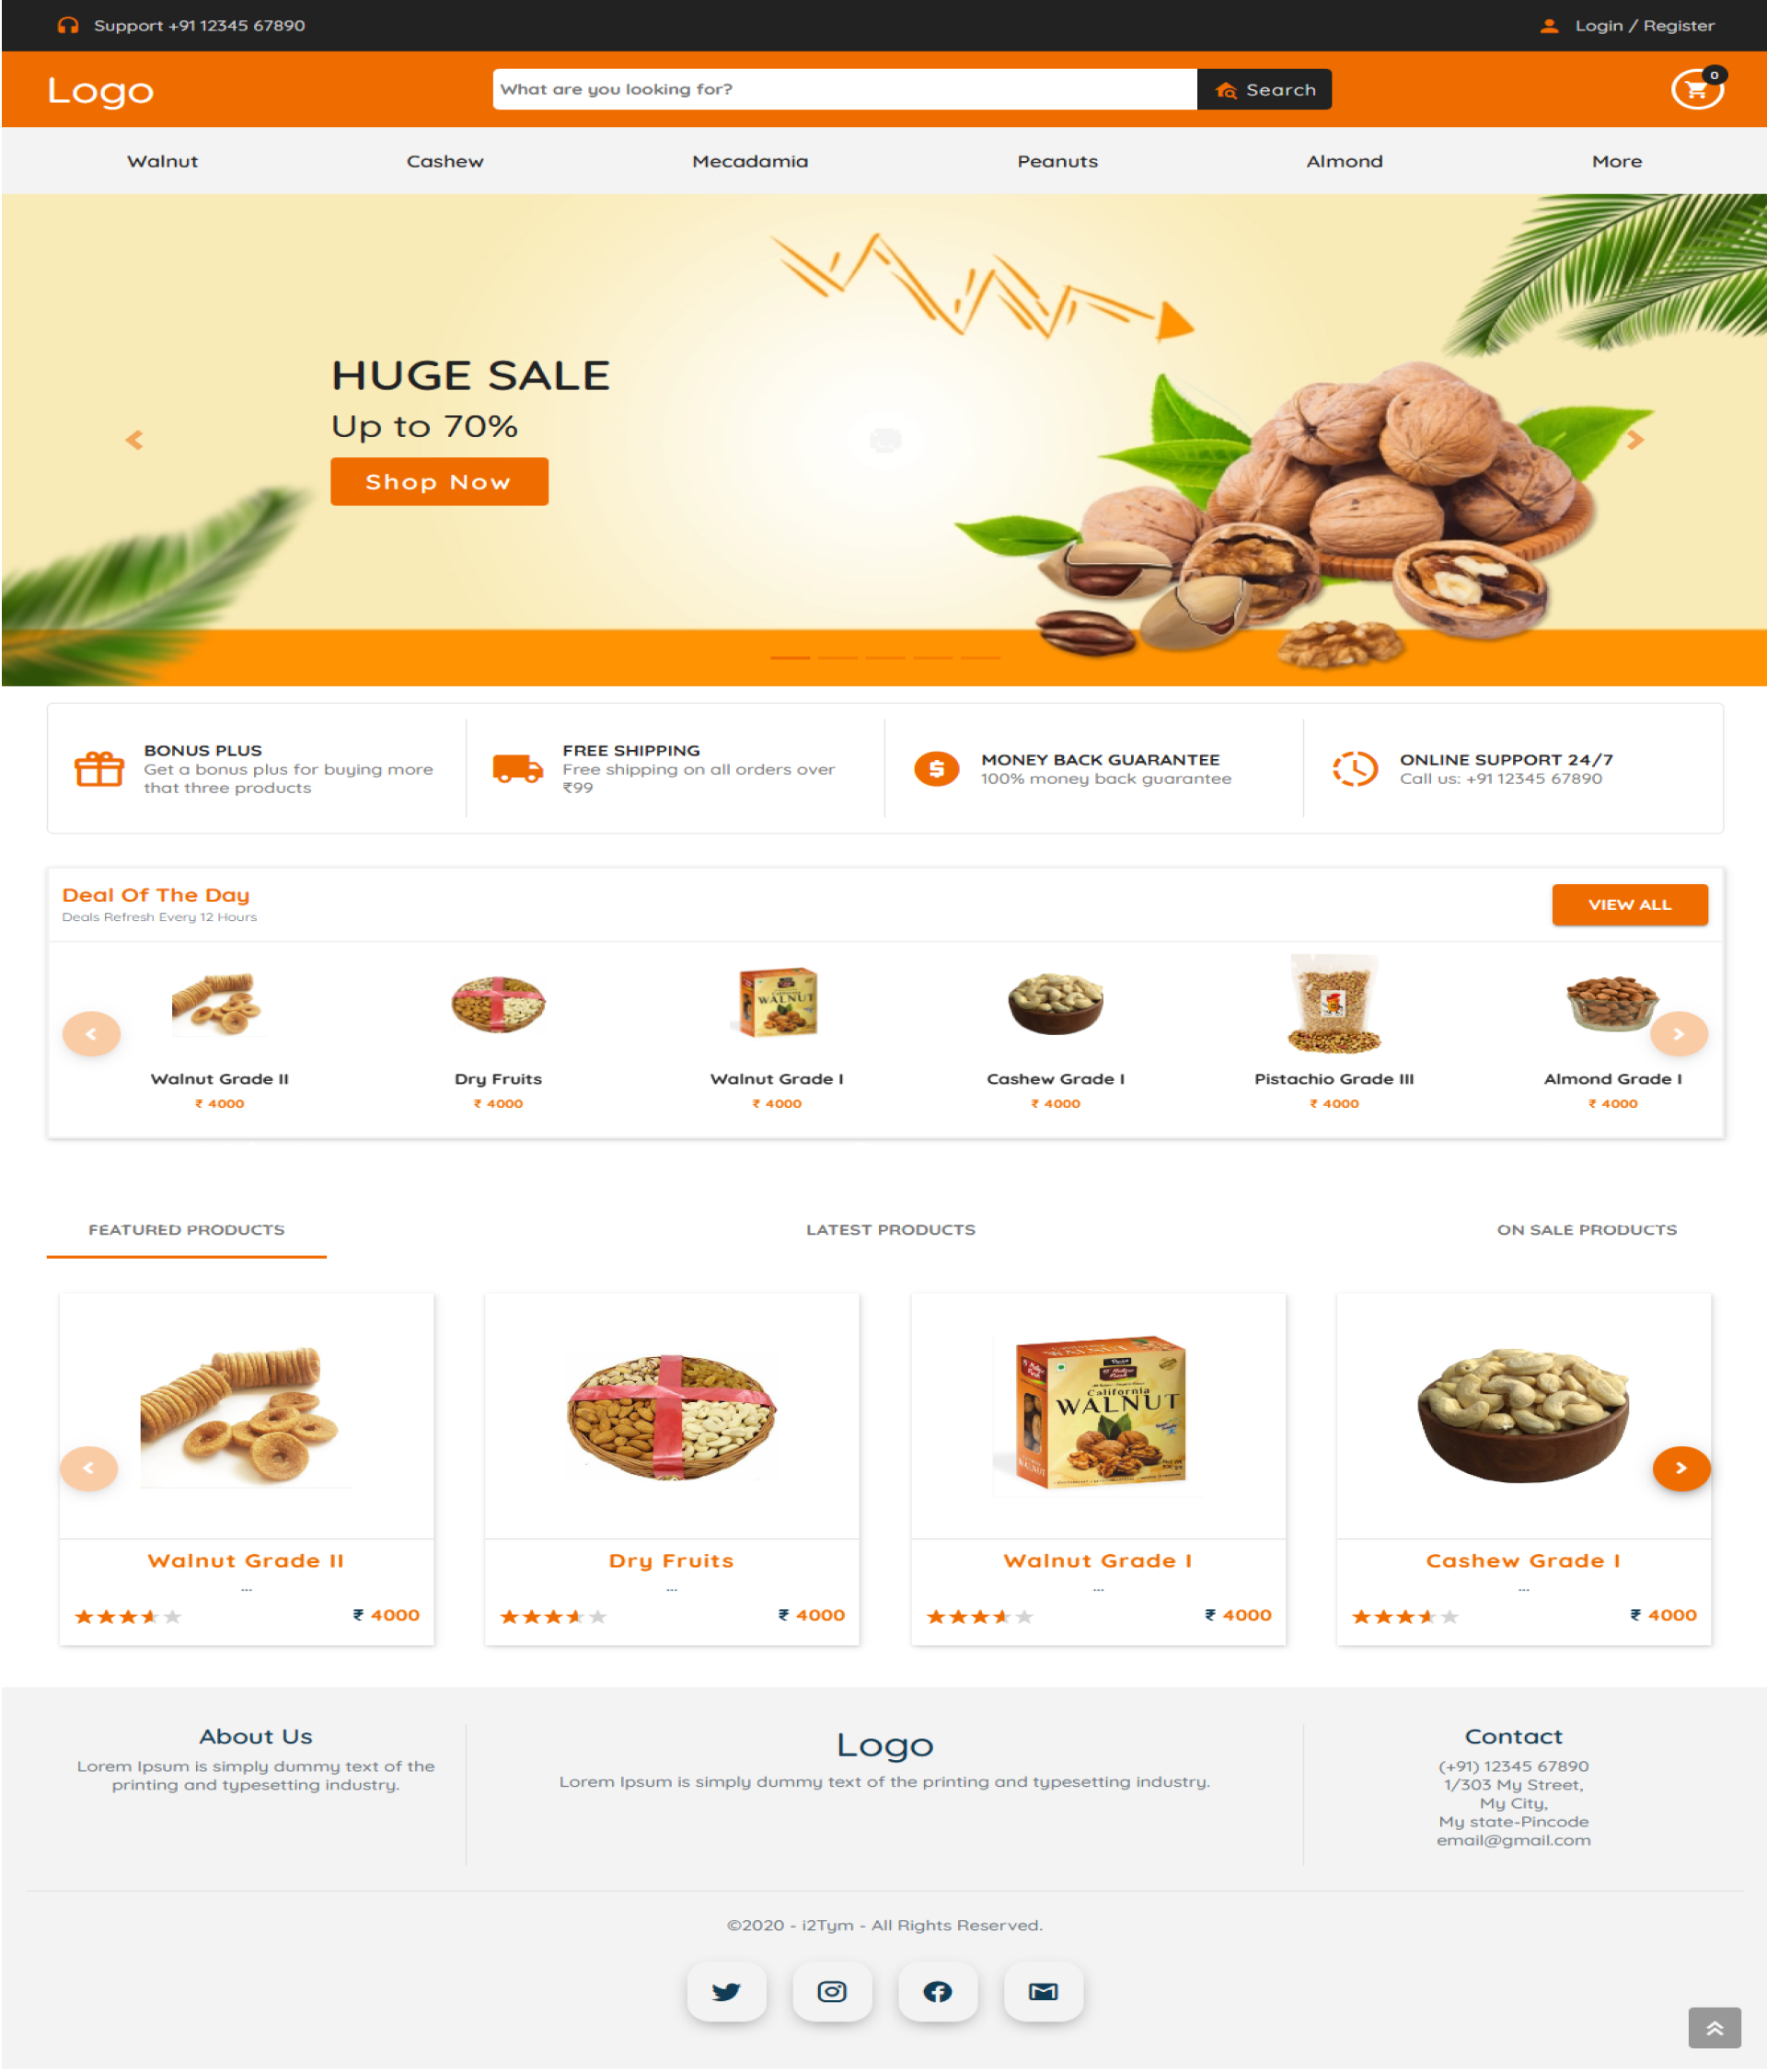 Support +91 12345 67890
Login / Register
Logo
What are you looking for?
Search
0
Walnut
Cashew
Mecadamia
Peanuts
Almond
More
HUGE SALE
Up to 70%
Shop Now
BONUS PLUS
Get a bonus plus for buying more
that three products
FREE SHIPPING
Free shipping on all orders over
₹99
MONEY BACK GUARANTEE
100% money back guarantee
ONLINE SUPPORT 24/7
Call us: +91 12345 67890
Deal Of The Day
Deals Refresh Every 12 Hours
VIEW ALL
WALNUT
Walnut Grade II
₹ 4000
Dry Fruits
₹ 4000
Walnut Grade I
₹ 4000
Cashew Grade I
₹ 4000
Pistachio Grade III
₹ 4000
Almond Grade I
₹ 4000
FEATURED PRODUCTS
LATEST PRODUCTS
ON SALE PRODUCTS
California
WALNUT
Walnut Grade II
...
₹ 4000
Dry Fruits
...
₹ 4000
Walnut Grade I
...
₹ 4000
Cashew Grade I
...
₹ 4000
About Us
Lorem Ipsum is simply dummy text of the
printing and typesetting industry.
Logo
Lorem Ipsum is simply dummy text of the printing and typesetting industry.
Contact
(+91) 12345 67890
1/303 My Street,
My City,
My state-Pincode
email@gmail.com
©2020 - i2Tym - All Rights Reserved.